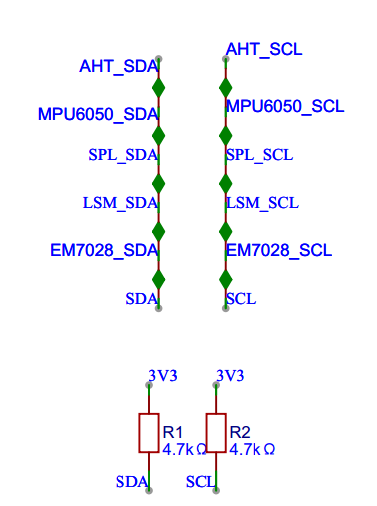 AHT_SDA AHT_SCL
MPU6050_SDA MPU6050_SCL
SPL_SDA SPL_SCL
LSM_SDA LSM_SCL
EM7028_SDA EM7028_SCL
SDA SCL
3V3 3V3
R1 R2
4.7kΩ 4.7kΩ
SDA SCL